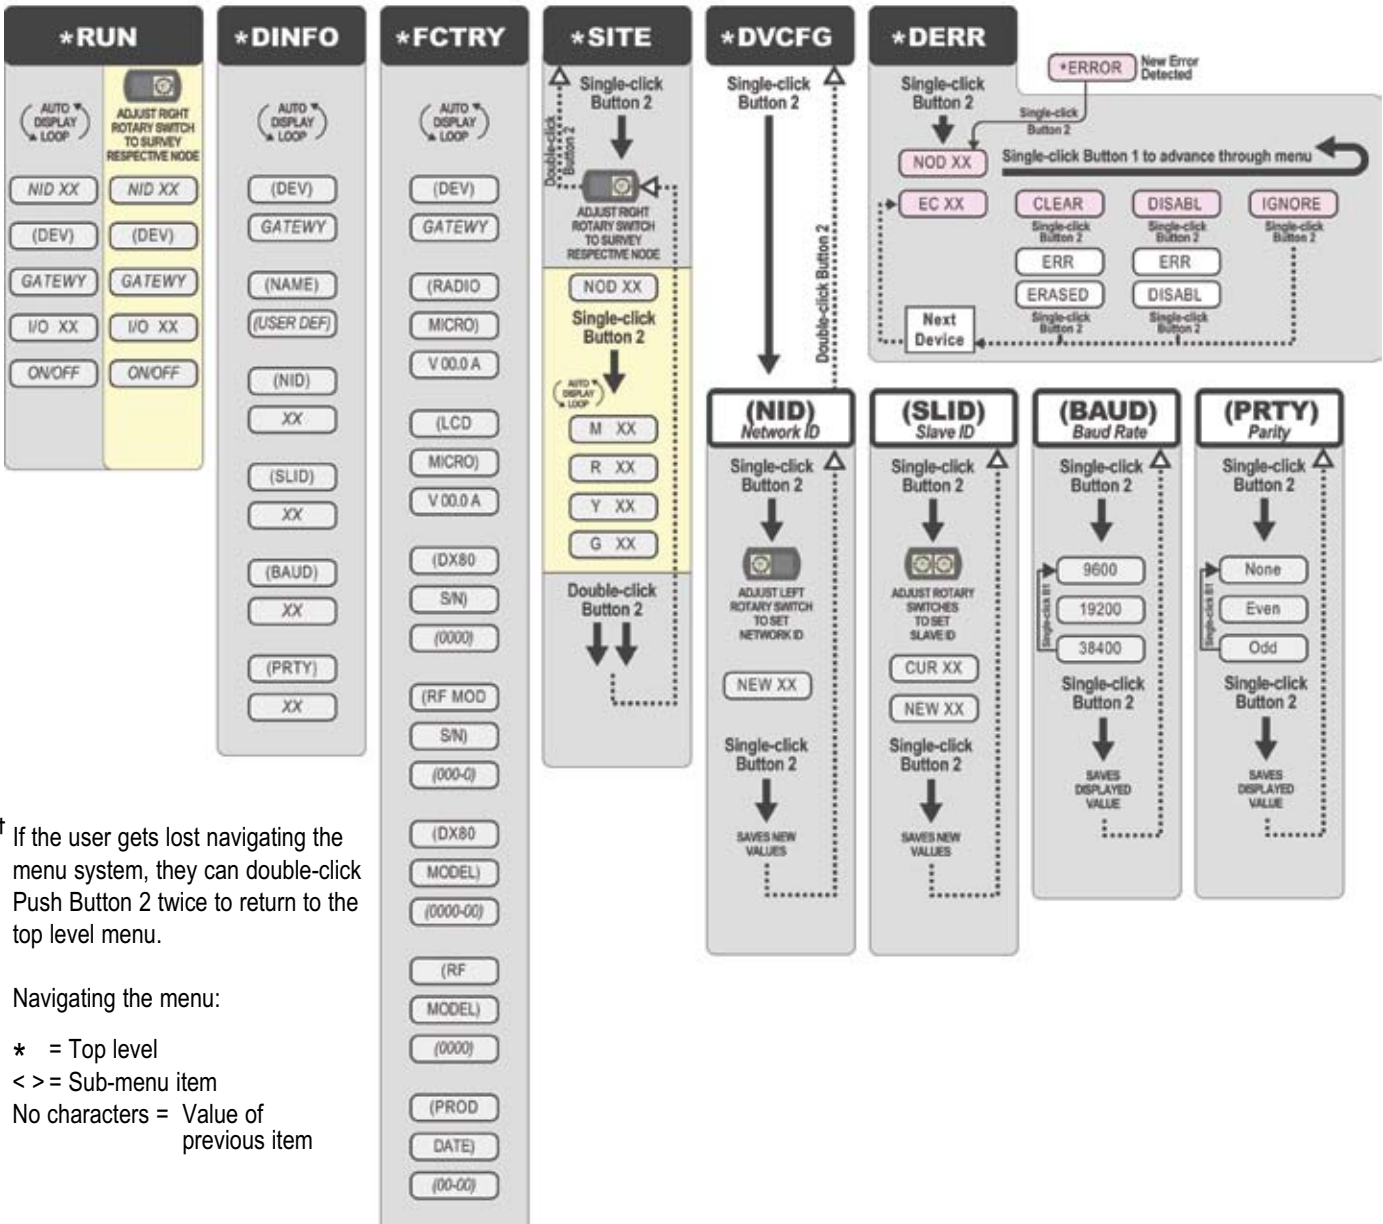 *RUN
AUTO
DISPLAY
LOOP
NID XX
(DEV)
GATEWY
I/O XX
ON/OFF
ADJUST RIGHT
ROTARY SWITCH
TO SURVEY
RESPECTIVE NODE
NID XX
(DEV)
GATEWY
I/O XX
ON/OFF
*DINFO
AUTO
DISPLAY
LOOP
(DEV)
GATEWY
(NAME)
(USER DEF)
(NID)
XX
(SLID)
XX
(BAUD)
XX
(PRTY)
XX
*FCTRY
AUTO
DISPLAY
LOOP
(DEV)
GATEWY
(RADIO
MICRO)
V 00.0 A
(LCD
MICRO)
V 00.0 A
(DX80
S/N)
(0000)
(RF MOD
S/N)
(000-0)
(DX80
MODEL)
(0000-00)
(RF
MODEL)
(0000)
(PROD
DATE)
(00-00)
*SITE
Single-click
Button 2
Double-click
Button 2
ADJUST RIGHT
ROTARY SWITCH
TO SURVEY
RESPECTIVE NODE
NOD XX
Single-click
Button 2
AUTO
DISPLAY
LOOP
M XX
R XX
Y XX
G XX
Double-click
Button 2
*DVCFG
Single-click
Button 2
Double-click Button 2
(NID)
Network ID
Single-click
Button 2
ADJUST LEFT
ROTARY SWITCH
TO SET
NETWORK ID
NEW XX
Single-click
Button 2
SAVES NEW
VALUES
(SLID)
Slave ID
Single-click
Button 2
ADJUST ROTARY
SWITCHES
TO SET
SLAVE ID
CUR XX
NEW XX
Single-click
Button 2
SAVES NEW
VALUES
(BAUD)
Baud Rate
Single-click
Button 2
9600
19200
38400
Single-click B1
Single-click
Button 2
SAVES
DISPLAYED
VALUE
(PRTY)
Parity
Single-click
Button 2
None
Even
Odd
Single-click B1
Single-click
Button 2
SAVES
DISPLAYED
VALUE
*DERR
*ERROR
New Error
Detected
Single-click
Button 2
Single-click
Button 2
NOD XX
Single-click Button 1 to advance through menu
EC XX
CLEAR
Single-click
Button 2
ERR
ERASED
Single-click
Button 2
DISABL
Single-click
Button 2
ERR
DISABL
Single-click
Button 2
IGNORE
Single-click
Button 2
Next
Device
† If the user gets lost navigating the
menu system, they can double-click
Push Button 2 twice to return to the
top level menu.
Navigating the menu:
* = Top level
< > = Sub-menu item
No characters = Value of
previous item